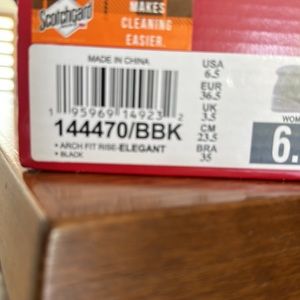 Scotchgard
MAKES
CLEANING
EASIER.
MADE IN CHINA
1 95969 14923 2
144470/BBK
• ARCH FIT RISE-ELEGANT
• BLACK
USA
6.5
EUR
36.5
UK
3.5
CM
23.5
BRA
35
WOM
6.